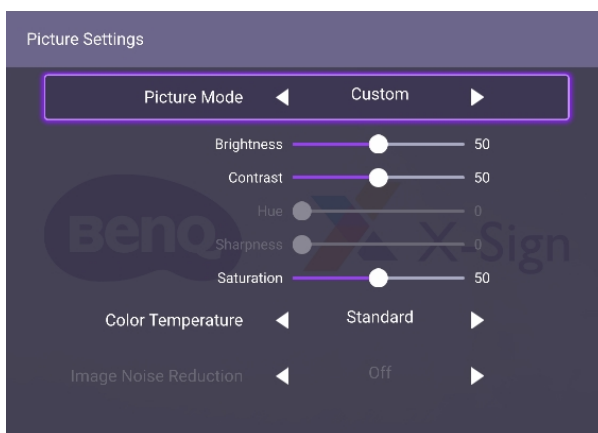 Picture Settings
Picture Mode Custom
Brightness 50
Contrast 50
Hue 0
Sharpness 0
BenQ X-Sign
Saturation 50
Color Temperature Standard
Image Noise Reduction Off